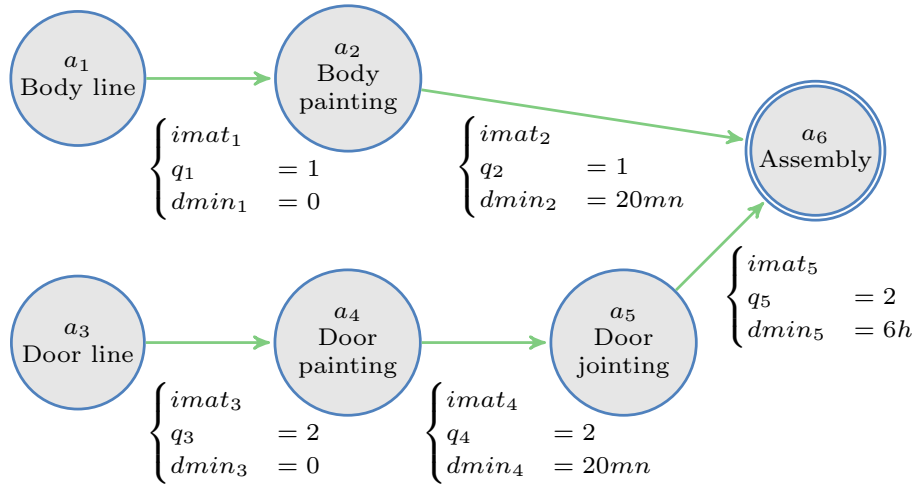 a₁
Body line
a₂
Body
painting
a₆
Assembly
imat₁
q₁ = 1
dmin₁ = 0
imat₂
q₂ = 1
dmin₂ = 20mn
a₃
Door line
a₄
Door
painting
a₅
Door
jointing
imat₅
q₅ = 2
dmin₅ = 6h
imat₃
q₃ = 2
dmin₃ = 0
imat₄
q₄ = 2
dmin₄ = 20mn